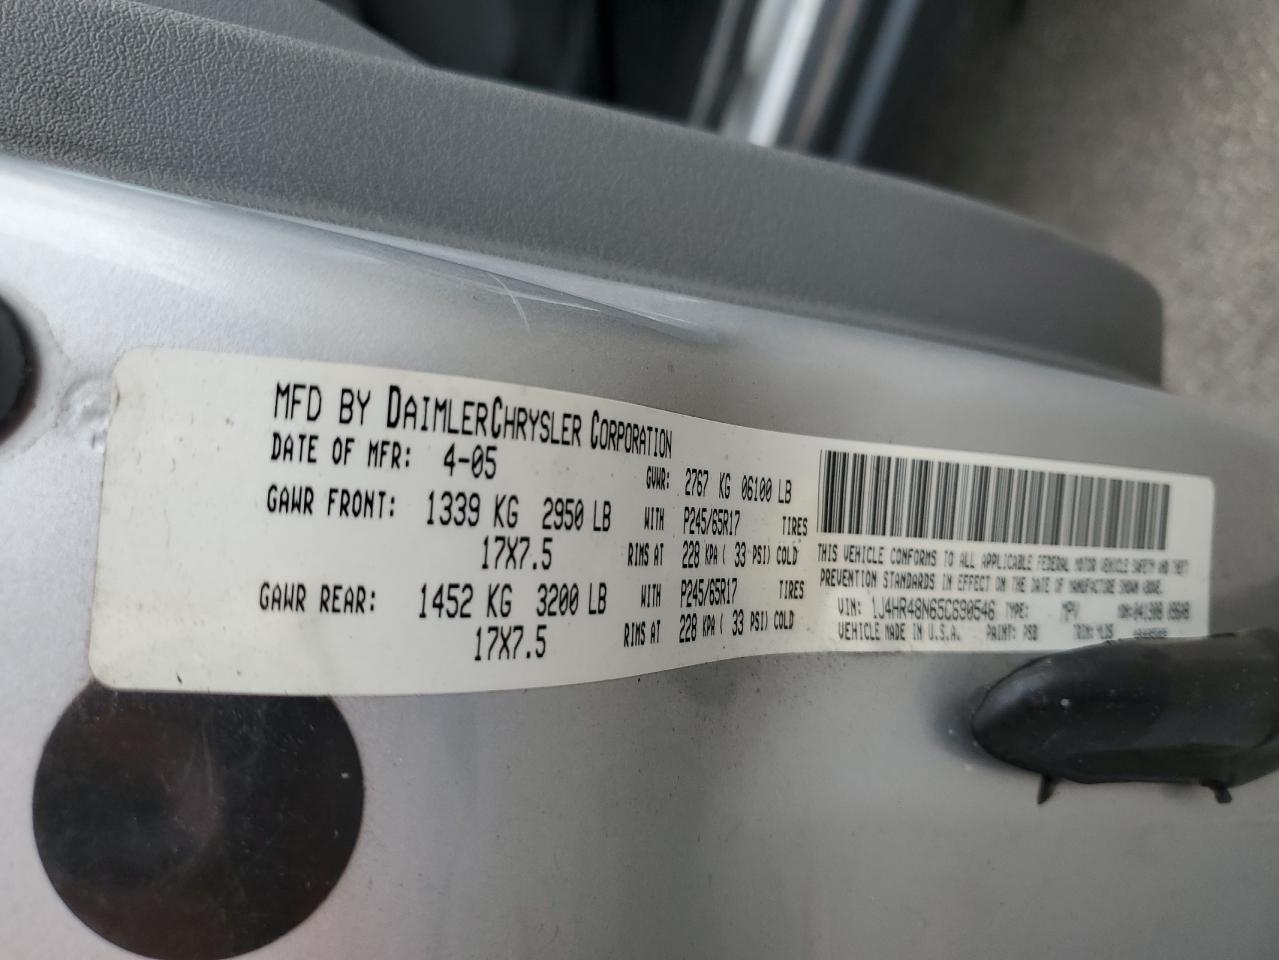 MFD BY DAIMLERCHRYSLER CORPORATION
DATE OF MFR: 4-05 GVWR: 2767 KG 06100 LB
GAWR FRONT: 1339 KG 2950 LB WITH P245/65R17 TIRES
17X7.5 RIMS AT 228 KPA( 33 PSI) COLD
GAWR REAR: 1452 KG 3200 LB WITH P245/65R17 TIRES
17X7.5 RIMS AT 228 KPA( 33 PSI) COLD
THIS VEHICLE CONFORMS TO ALL APPLICABLE FEDERAL MOTOR VEHICLE SAFETY AND THEFT
PREVENTION STANDARDS IN EFFECT ON THE DATE OF MANUFACTURE SHOWN ABOVE.
VIN: 1J4HR48N65C690546 TYPE: MPV MDH:
VEHICLE MADE IN U.S.A. PAINT: PSB TRIM: